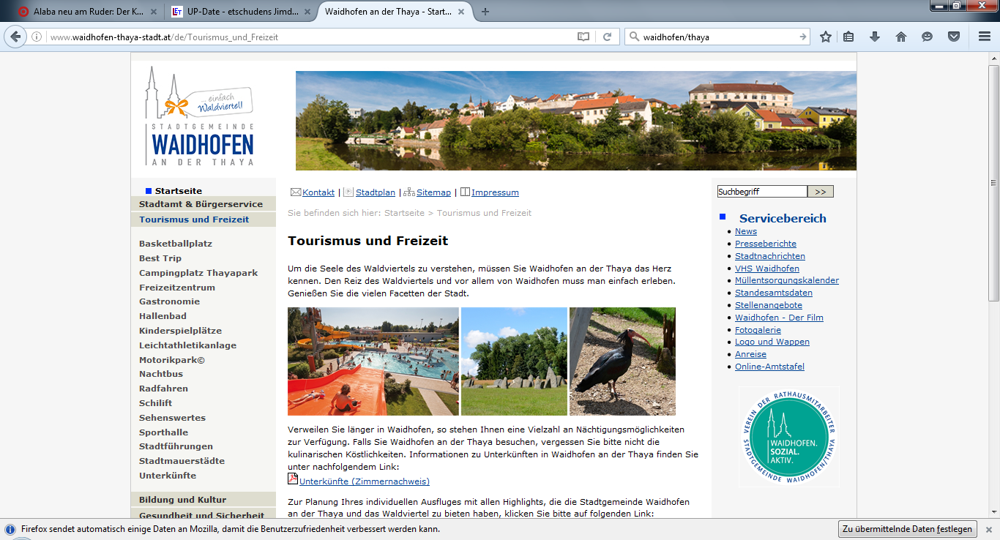 Alaba neu am Ruder: Der K...
UP-Date - etschudens Jimd...
Waidhofen an der Thaya - Start...
www.waidhofen-thaya-stadt.at/de/Tourismus_und_Freizeit
waidhofen/thaya
... einfach
Waldviertel!
STADTGEMEINDE
WAIDHOFEN
AN DER THAYA
Startseite
Stadtamt & Bürgerservice
Tourismus und Freizeit
Basketballplatz
Best Trip
Campingplatz Thayapark
Freizeitzentrum
Gastronomie
Hallenbad
Kinderspielplätze
Leichtathletikanlage
Motorikpark©
Nachtbus
Radfahren
Schilift
Sehenswertes
Sporthalle
Stadtführungen
Stadtmauerstädte
Unterkünfte
Bildung und Kultur
Gesundheit und Sicherheit
Kontakt | Stadtplan | Sitemap | Impressum
Sie befinden sich hier: Startseite > Tourismus und Freizeit
Tourismus und Freizeit
Um die Seele des Waldviertels zu verstehen, müssen Sie Waidhofen an der Thaya das Herz
kennen. Den Reiz des Waldviertels und vor allem von Waidhofen muss man einfach erleben.
Genießen Sie die vielen Facetten der Stadt.
Verweilen Sie länger in Waidhofen, so stehen Ihnen eine Vielzahl an Nächtigungsmöglichkeiten
zur Verfügung. Falls Sie Waidhofen an der Thaya besuchen, vergessen Sie bitte nicht die
kulinarischen Köstlichkeiten. Informationen zu Unterkünften in Waidhofen an der Thaya finden Sie
unter nachfolgendem Link:
Unterkünfte (Zimmernachweis)
Zur Planung Ihres individuellen Ausfluges mit allen Highlights, die die Stadtgemeinde Waidhofen
an der Thaya und das Waldviertel zu bieten haben, klicken Sie bitte auf folgenden Link:
Suchbegriff >>
Servicebereich
News
Presseberichte
Stadtnachrichten
VHS Waidhofen
Müllentsorgungskalender
Standesamtsdaten
Stellenangebote
Waidhofen - Der Film
Fotogalerie
Logo und Wappen
Anreise
Online-Amtstafel
VEREIN DER RATHAUSMITARBEITER
STADTGEMEINDE WAIDHOFEN/THAYA
WAIDHOFEN.
SOZIAL.
AKTIV.
Firefox sendet automatisch einige Daten an Mozilla, damit die Benutzerzufriedenheit verbessert werden kann.
Zu übermittelnde Daten festlegen